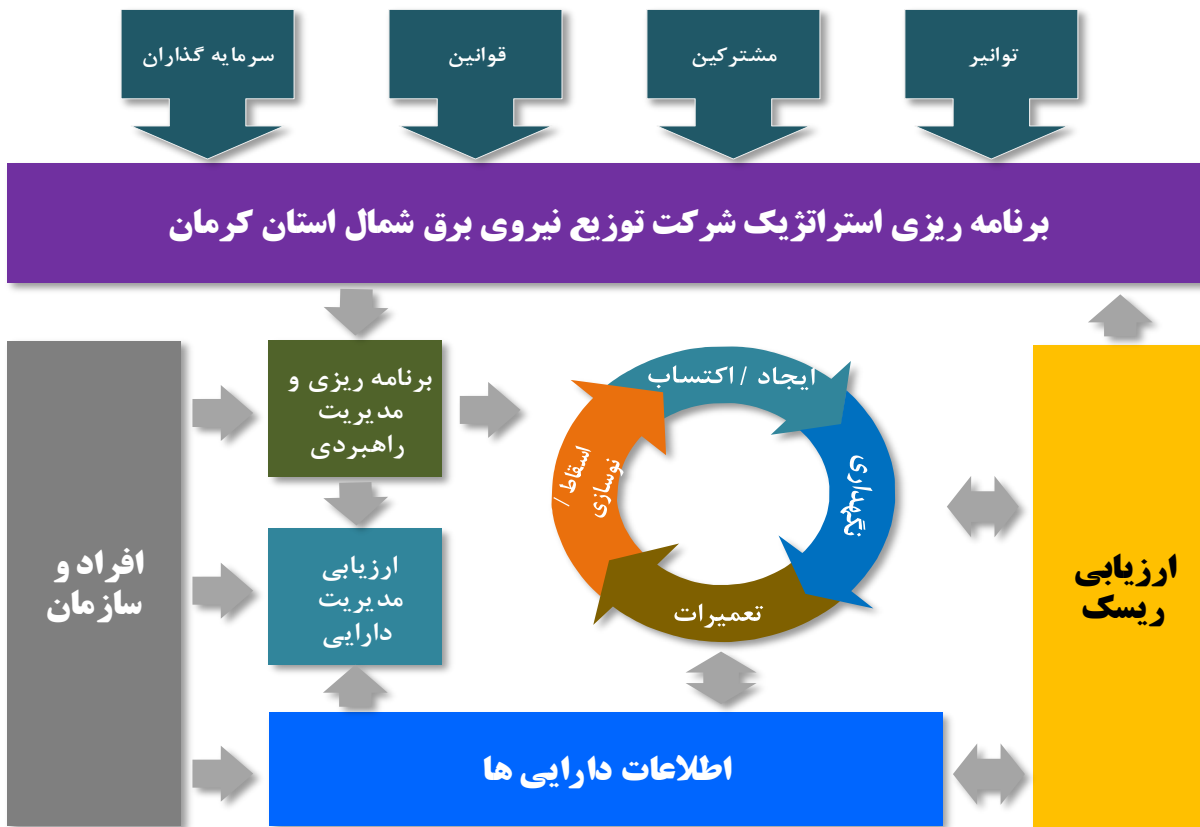 توانیر
مشترکین
قوانین
سرمایه گذاران
برنامه ریزی استراتژیک شرکت توزیع نیروی برق شمال استان کرمان
برنامه ریزی و
مدیریت
راهبردی
ایجاد / اکتساب
نگهداری
تعمیرات
اسقاط /
نوسازی
ارزیابی
ریسک
ارزیابی
مدیریت
دارایی
افراد و
سازمان
اطلاعات دارایی ها